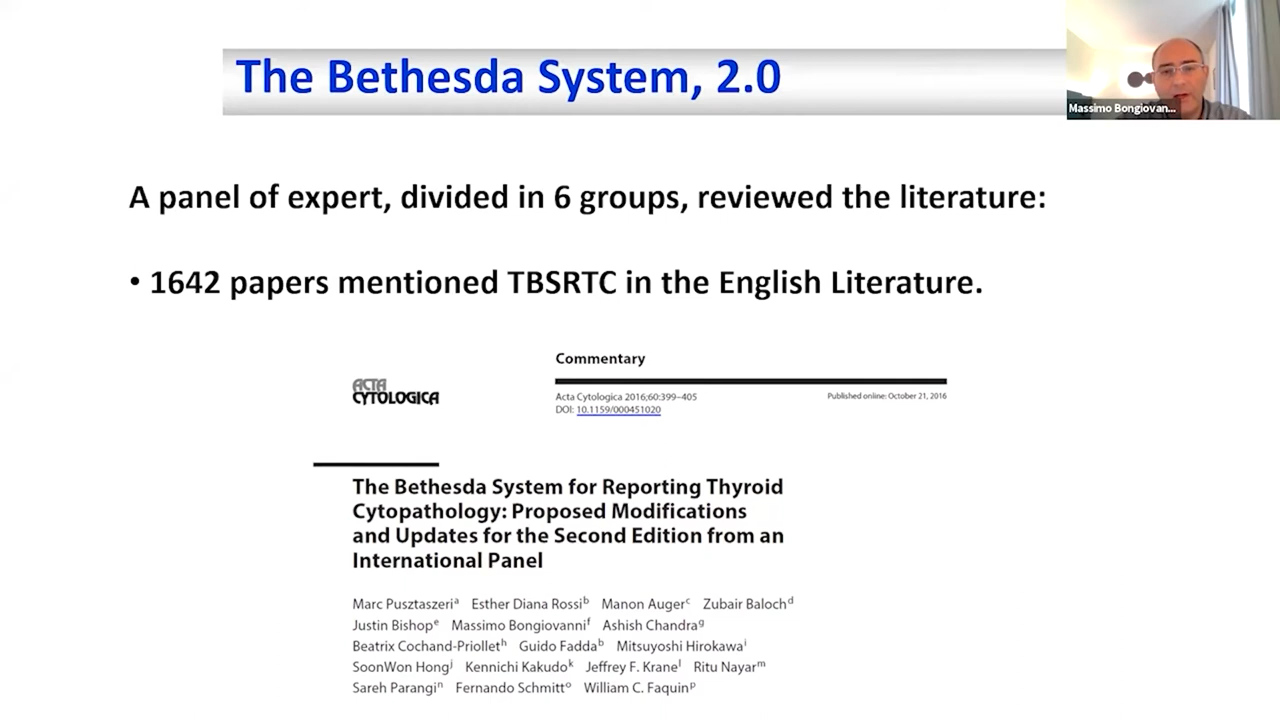 The Bethesda System, 2.0
Massimo Bongiovan...
A panel of expert, divided in 6 groups, reviewed the literature:
• 1642 papers mentioned TBSRTC in the English Literature.
Commentary
ACTA
CYTOLOGICA
Acta Cytologica 2016;60:399–405
Published online: October 21, 2016
DOI: 10.1159/000451020
The Bethesda System for Reporting Thyroid
Cytopathology: Proposed Modifications
and Updates for the Second Edition from an
International Panel
Marc Pusztaszeriᵃ Esther Diana Rossiᵇ Manon Augerᶜ Zubair Balochᵈ
Justin Bishopᵉ Massimo Bongiovanniᶠ Ashish Chandraᵍ
Beatrix Cochand-Priolletʰ Guido Faddaᵇ Mitsuyoshi Hirokawaⁱ
SoonWon Hongʲ Kennichi Kakudoᵏ Jeffrey F. Kraneˡ Ritu Nayarᵐ
Sareh Parangiⁿ Fernando Schmittᵒ William C. Faquinᵖ